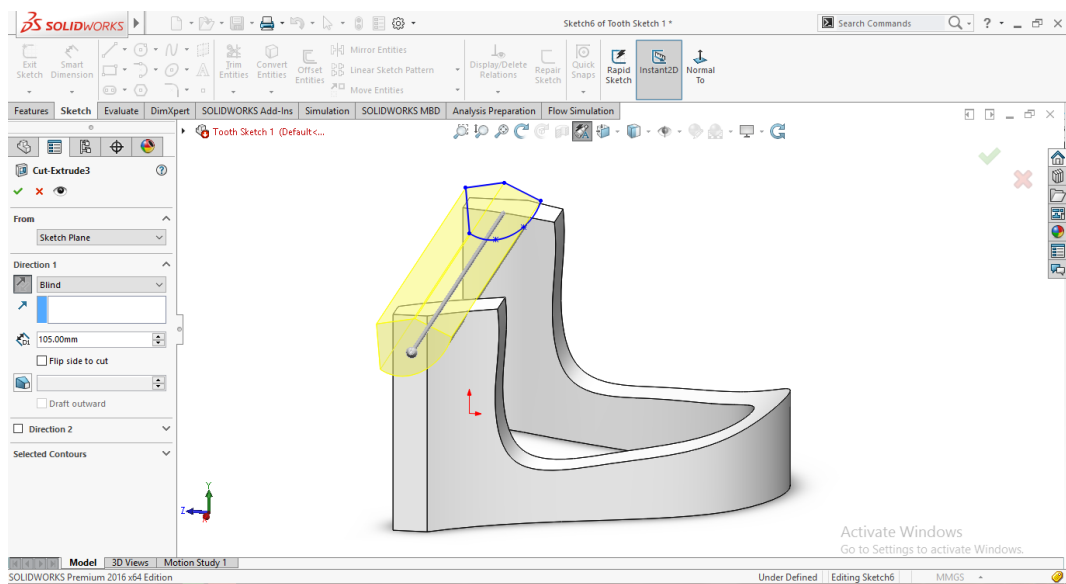 SOLIDWORKS
Sketch6 of Tooth Sketch 1 *
Search Commands
?
Exit Sketch
Smart Dimension
Trim Entities
Convert Entities
Offset Entities
Mirror Entities
Linear Sketch Pattern
Move Entities
Display/Delete Relations
Repair Sketch
Quick Snaps
Rapid Sketch
Instant2D
Normal To
Features Sketch Evaluate DimXpert SOLIDWORKS Add-Ins Simulation SOLIDWORKS MBD Analysis Preparation Flow Simulation
Tooth Sketch 1 (Default<...
Cut-Extrude3
From
Sketch Plane
Direction 1
Blind
D1
105.00mm
Flip side to cut
Draft outward
Direction 2
Selected Contours
Y
Z
X
Activate Windows
Go to Settings to activate Windows.
Model 3D Views Motion Study 1
SOLIDWORKS Premium 2016 x64 Edition
Under Defined Editing Sketch6 MMGS